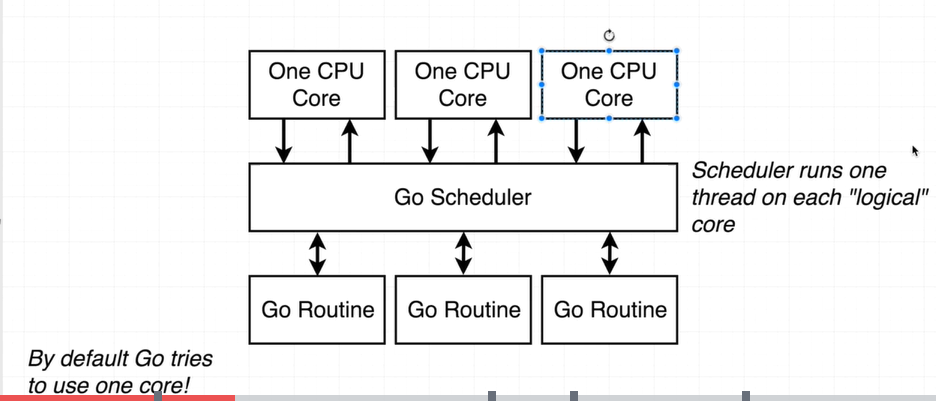 One CPU
Core
One CPU
Core
One CPU
Core
Go Scheduler
Scheduler runs one
thread on each "logical"
core
Go Routine
Go Routine
Go Routine
By default Go tries
to use one core!